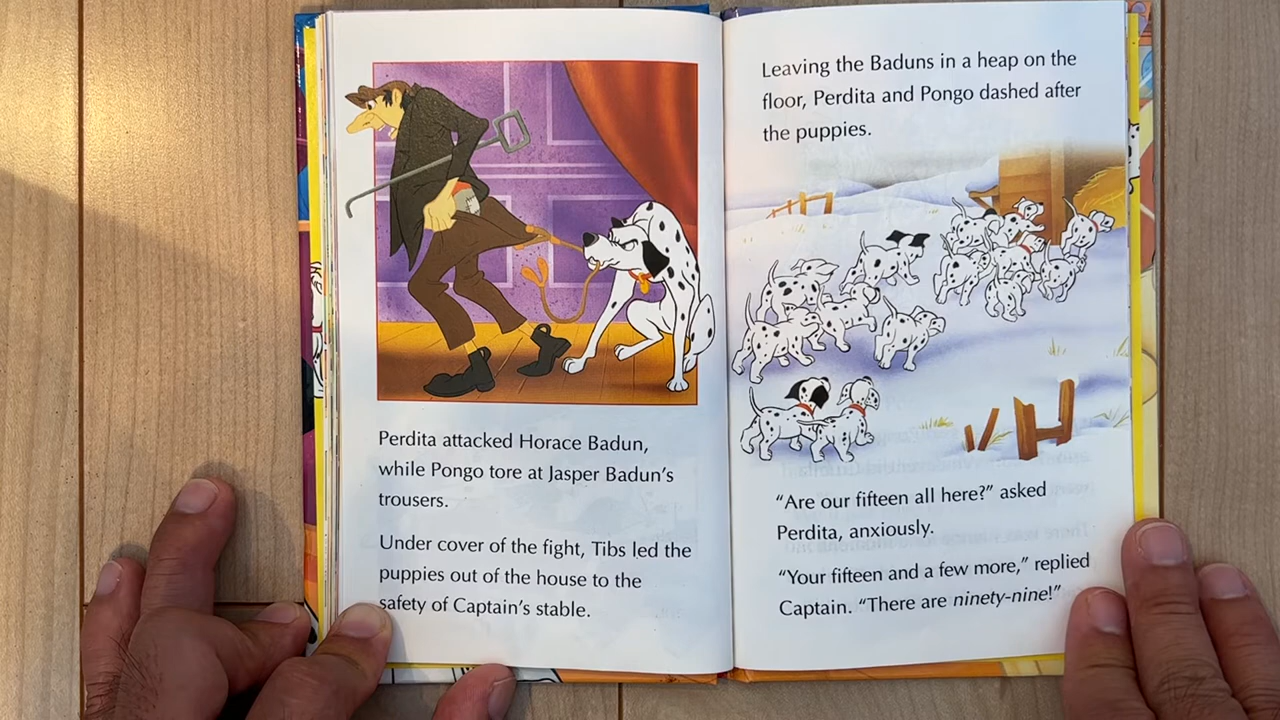 Perdita attacked Horace Badun,
while Pongo tore at Jasper Badun's
trousers.
Under cover of the fight, Tibs led the
puppies out of the house to the
safety of Captain's stable.
Leaving the Baduns in a heap on the
floor, Perdita and Pongo dashed after
the puppies.
“Are our fifteen all here?” asked
Perdita, anxiously.
“Your fifteen and a few more,” replied
Captain. “There are ninety-nine!”